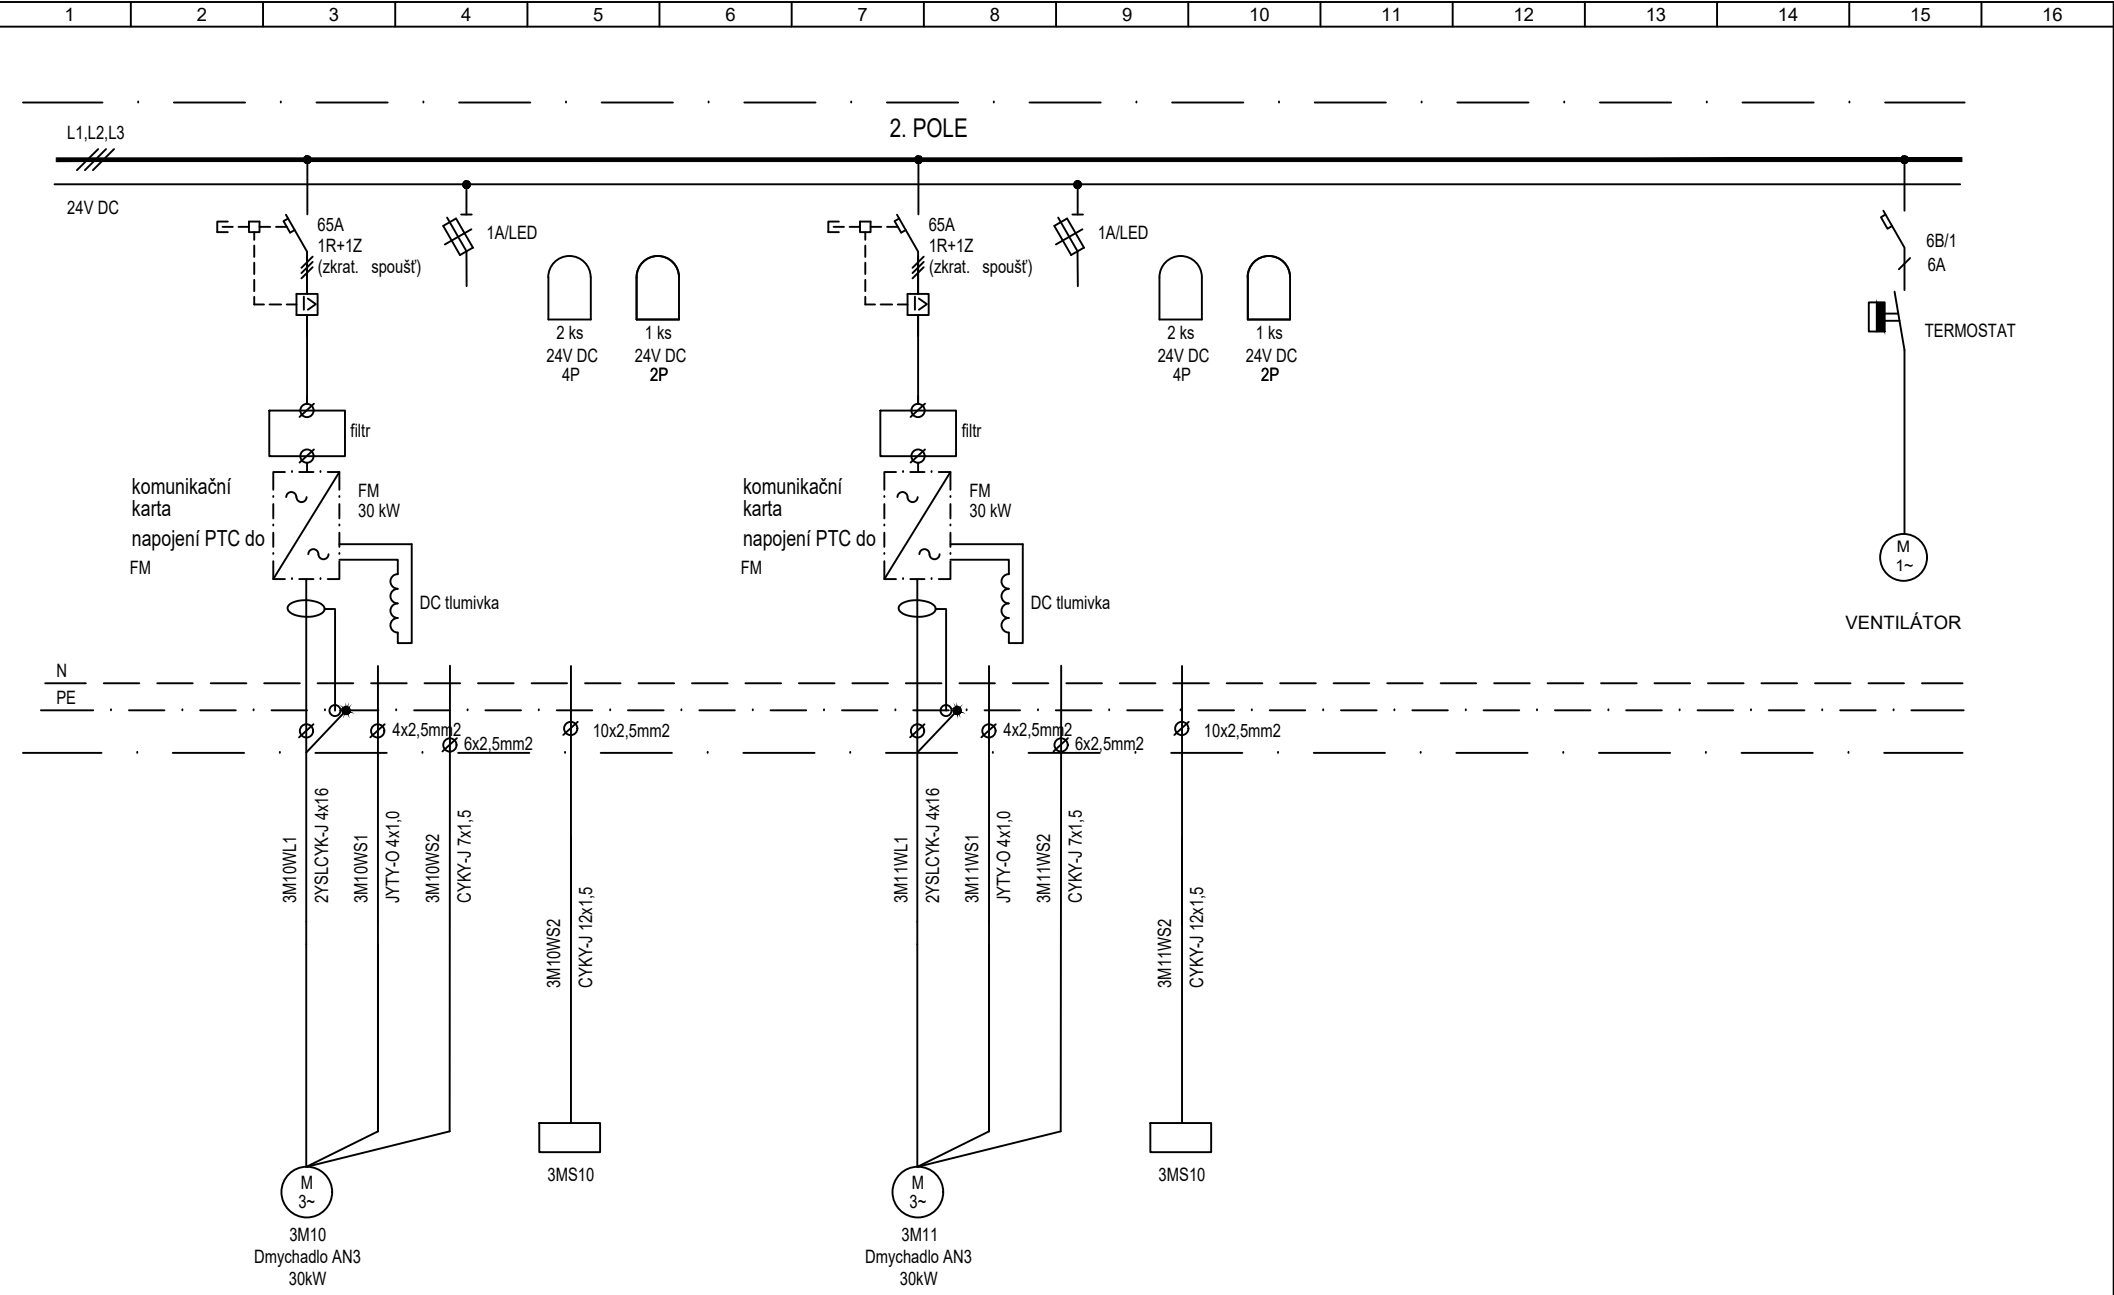 1 2 3 4 5 6 7 8 9 10 11 12 13 14 15 16
2. POLE
L1,L2,L3
24V DC
65A
1R+1Z
(zkrat. spoušť)
1A/LED
2 ks
24V DC
4P
1 ks
24V DC
2P
filtr
komunikační
karta
napojení PTC do
FM
FM
30 kW
DC tlumivka
65A
1R+1Z
(zkrat. spoušť)
1A/LED
2 ks
24V DC
4P
1 ks
24V DC
2P
filtr
komunikační
karta
napojení PTC do
FM
FM
30 kW
DC tlumivka
6B/1
6A
TERMOSTAT
M
1~
VENTILÁTOR
N
PE
4x2,5mm2
6x2,5mm2
10x2,5mm2
4x2,5mm2
6x2,5mm2
10x2,5mm2
3M10WL1
2YSLCYK-J 4x16
3M10WS1
JYTY-O 4x1,0
3M10WS2
CYKY-J 7x1,5
3M10WS2
CYKY-J 12x1,5
3M11WL1
2YSLCYK-J 4x16
3M11WS1
JYTY-O 4x1,0
3M11WS2
CYKY-J 7x1,5
3M11WS2
CYKY-J 12x1,5
3MS10
3MS10
M
3~
3M10
Dmychadlo AN3
30kW
M
3~
3M11
Dmychadlo AN3
30kW